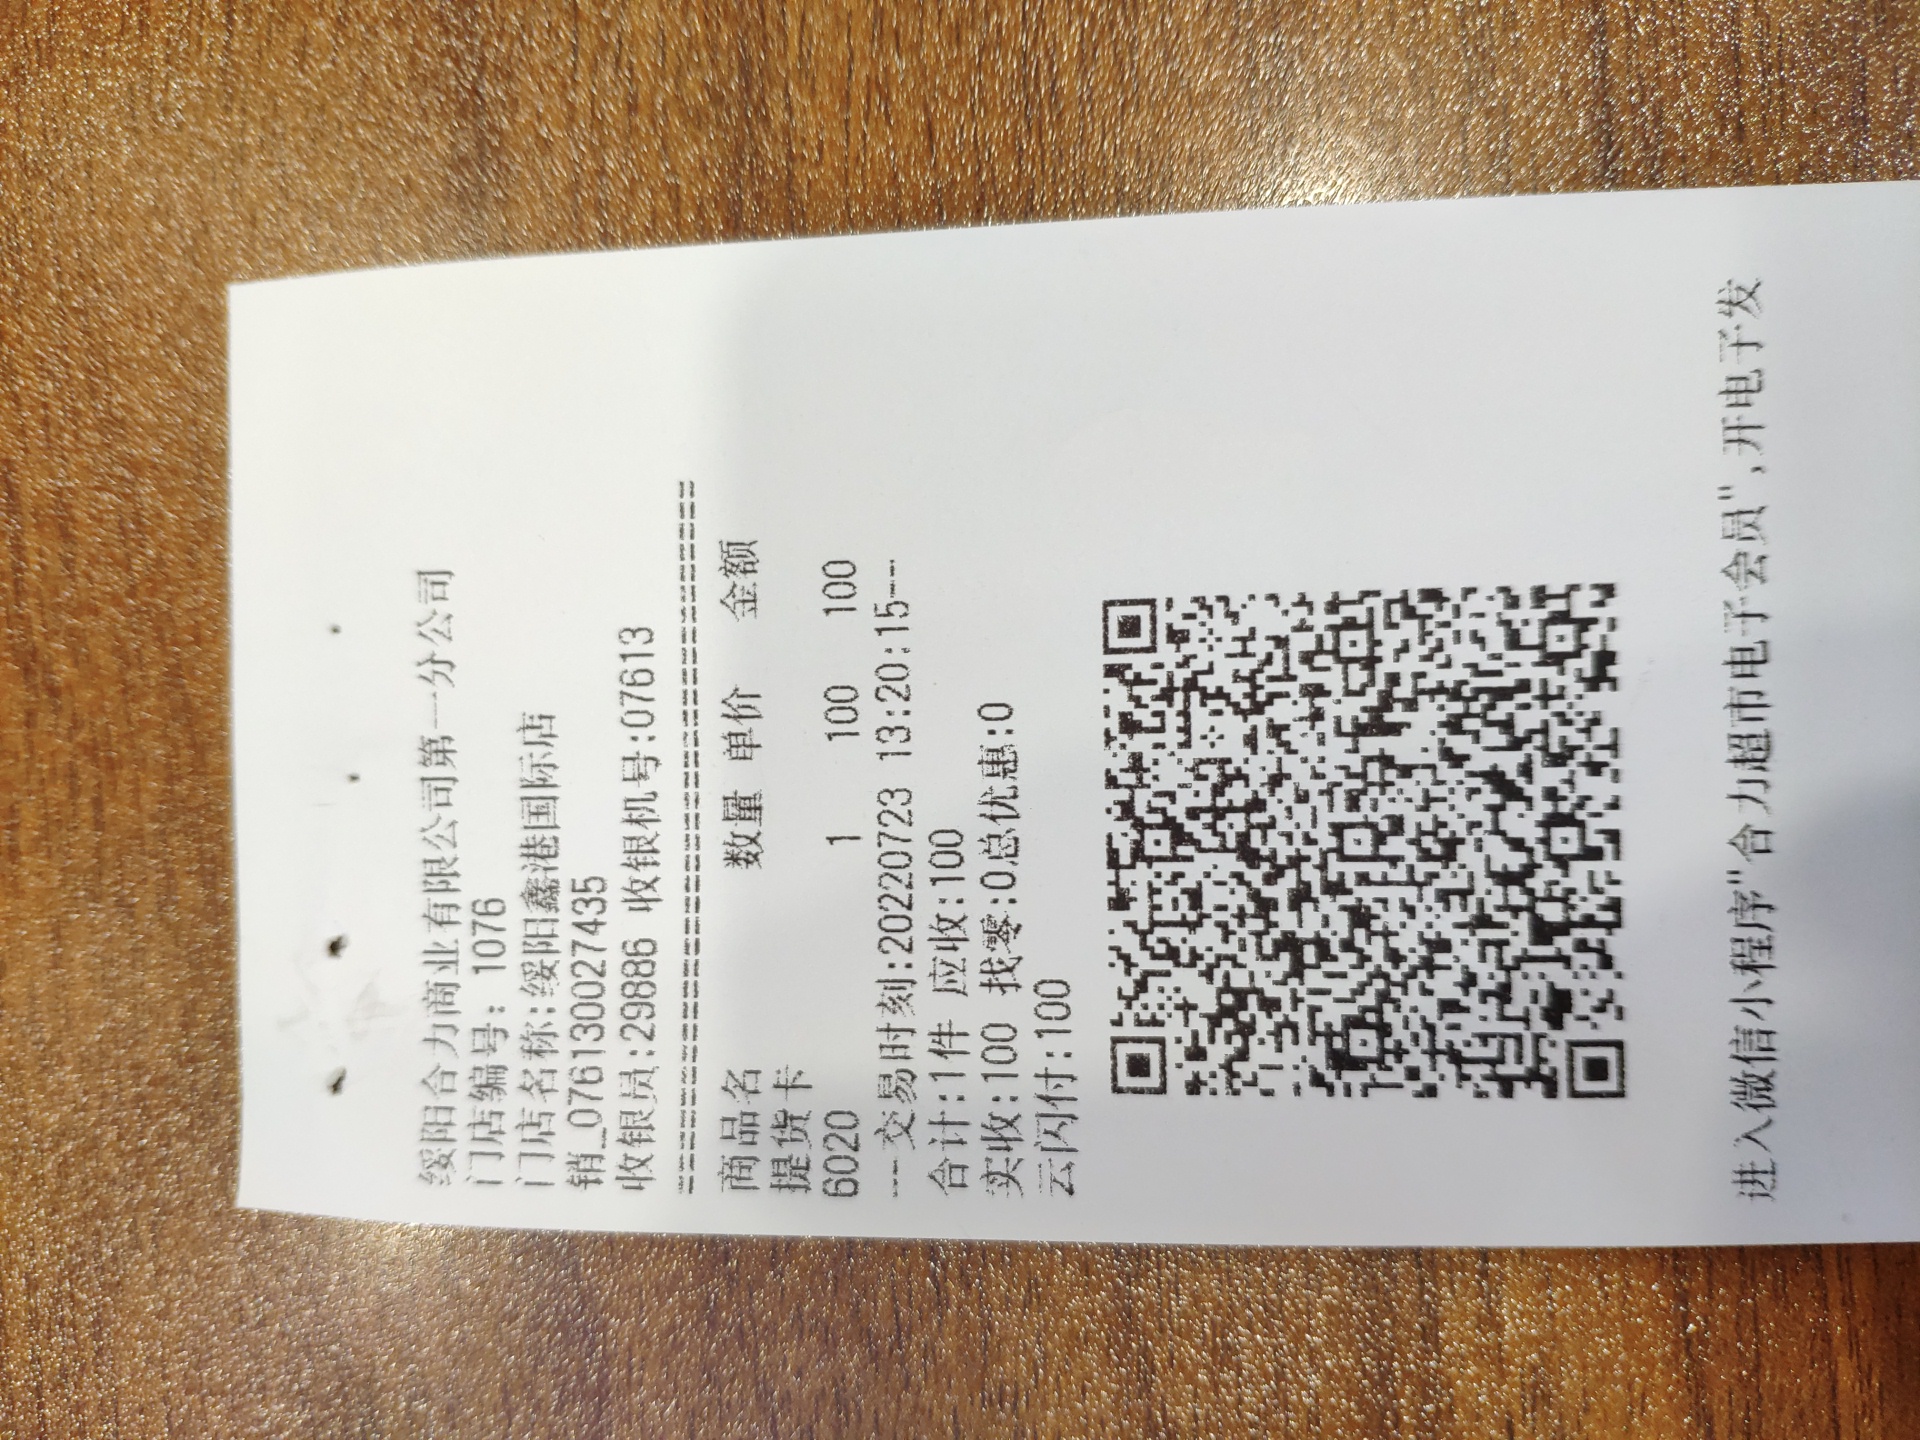 绥阳合力商业有限公司第一分公司
门店编号: 1076
门店名称:绥阳鑫港国际店
销_076130027435
收银员:29886 收银机号:07613
==========================================
商品名 数量 单价 金额
提货卡
6020 1 100 100
---交易时刻:20220723 13:20:15---
合计:1件 应收:100
实收:100 找零:0总优惠:0
云闪付:100
进入微信小程序"合力超市电子会员",开电子发